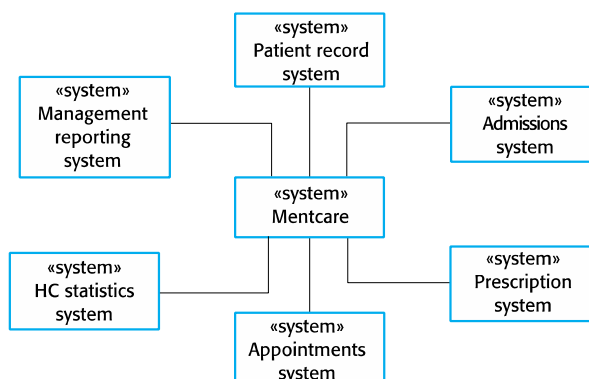 «system»
Patient record
system
«system»
Management
reporting
system
«system»
Admissions
system
«system»
Mentcare
«system»
HC statistics
system
«system»
Prescription
system
«system»
Appointments
system